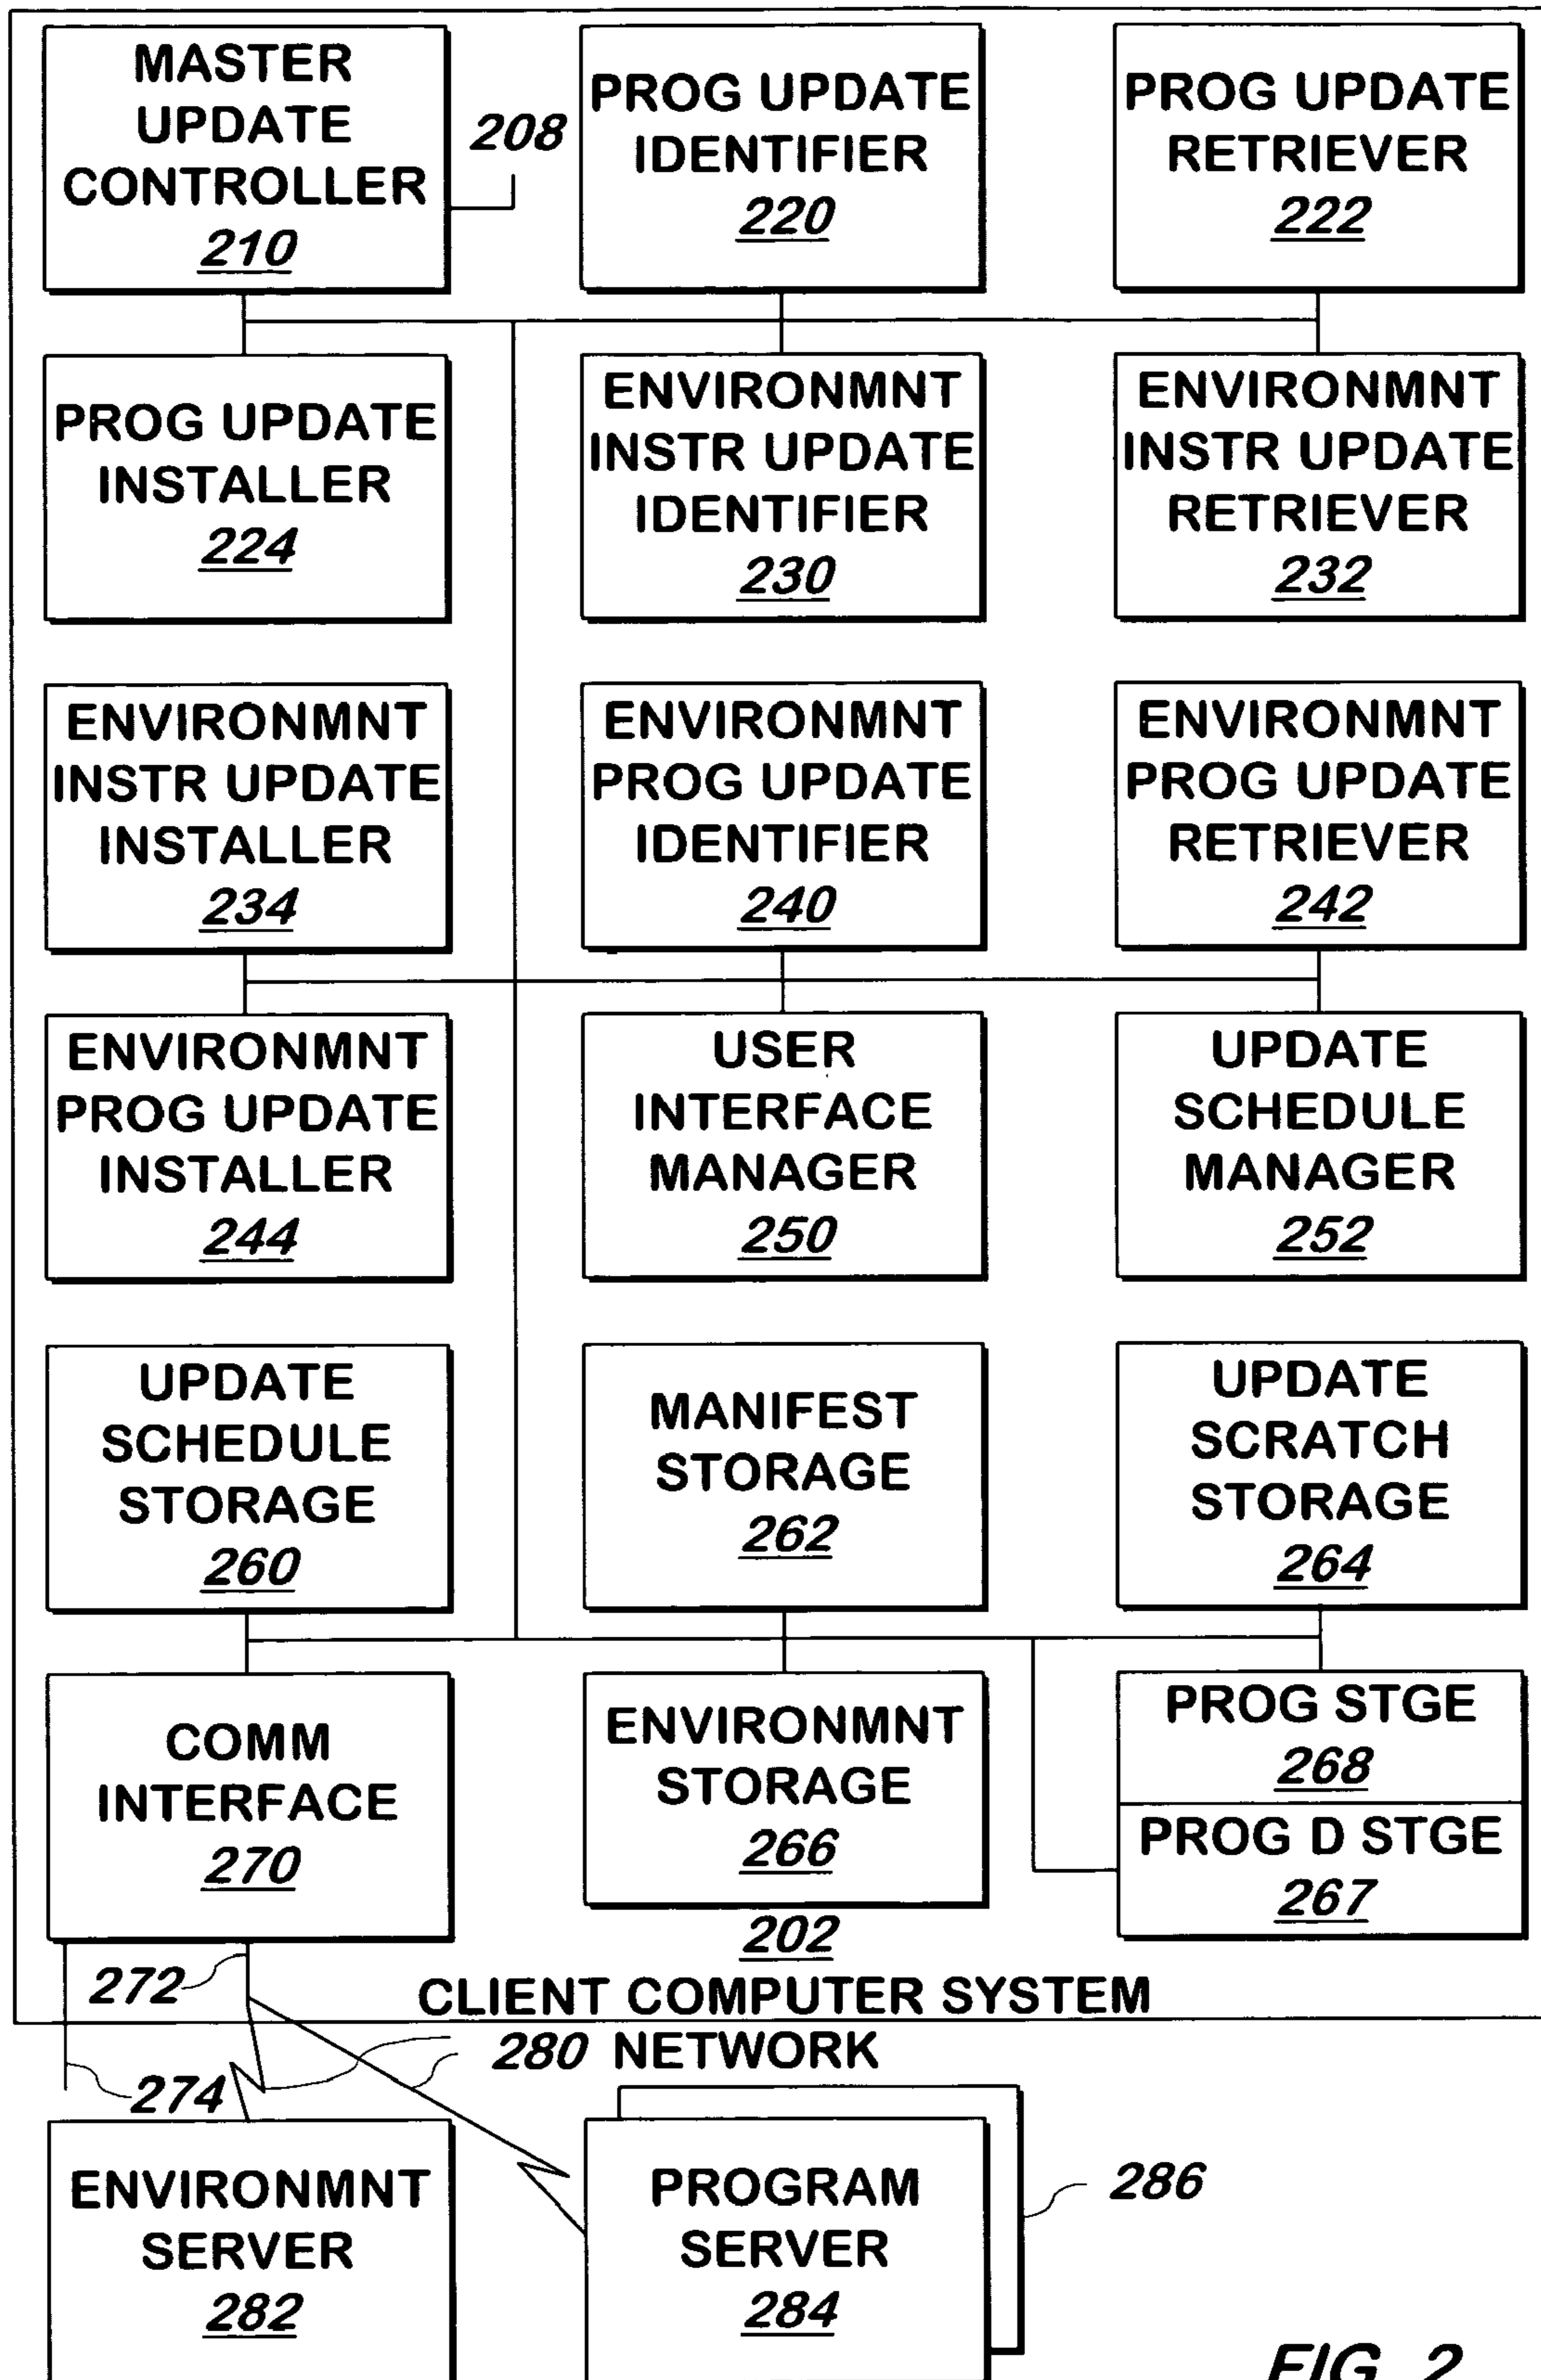 MASTER
UPDATE
CONTROLLER
210
208
PROG UPDATE
IDENTIFIER
220
PROG UPDATE
RETRIEVER
222
PROG UPDATE
INSTALLER
224
ENVIRONMNT
INSTR UPDATE
IDENTIFIER
230
ENVIRONMNT
INSTR UPDATE
RETRIEVER
232
ENVIRONMNT
INSTR UPDATE
INSTALLER
234
ENVIRONMNT
PROG UPDATE
IDENTIFIER
240
ENVIRONMNT
PROG UPDATE
RETRIEVER
242
ENVIRONMNT
PROG UPDATE
INSTALLER
244
USER
INTERFACE
MANAGER
250
UPDATE
SCHEDULE
MANAGER
252
UPDATE
SCHEDULE
STORAGE
260
MANIFEST
STORAGE
262
UPDATE
SCRATCH
STORAGE
264
COMM
INTERFACE
270
ENVIRONMNT
STORAGE
266
PROG STGE
268
PROG D STGE
267
202
272
CLIENT COMPUTER SYSTEM
280 NETWORK
274
ENVIRONMNT
SERVER
282
PROGRAM
SERVER
284
286
FIG. 2